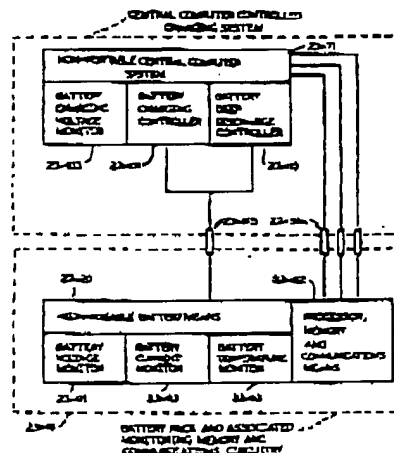 CENTRAL COMPUTER CONTROLLED
CHARGING SYSTEM
NON-PORTABLE CENTRAL COMPUTER
SYSTEM
BATTERY
CHARGING
VOLTAGE
MONITOR
BATTERY
CHARGING
CONTROLLER
BATTERY
DEEP
DISCHARGE
CONTROLLER
BATTERY MEANS
BATTERY
VOLTAGE
MONITOR
BATTERY
CURRENT
MONITOR
BATTERY
TEMPERATURE
MONITOR
PROCESSOR,
MEMORY
AND
COMMUNICATIONS
MEANS
BATTERY PACK AND ASSOCIATED
MONITORING MEMORY AND
COMMUNICATIONS CIRCUITRY